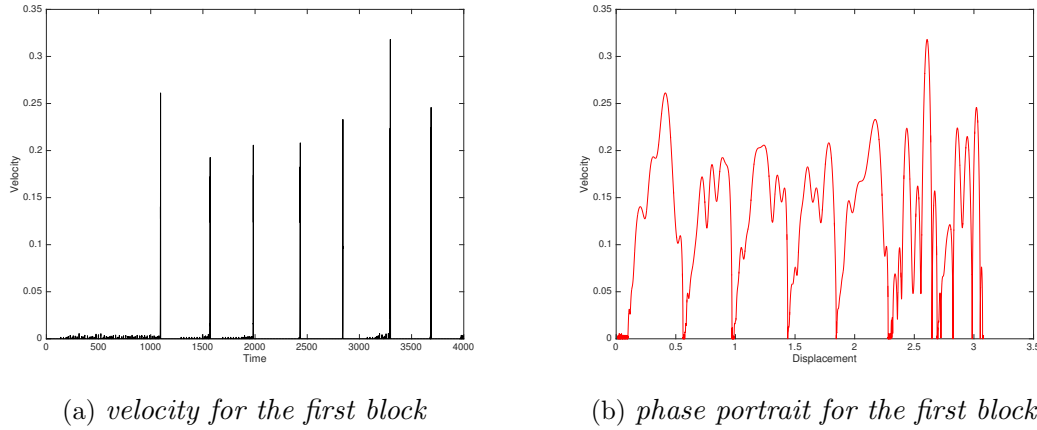 0.35
0.3
0.25
0.2
0.15
0.1
0.05
0
Velocity
0 500 1000 1500 2000 2500 3000 3500 4000
Time
(a) velocity for the first block
0.35
0.3
0.25
0.2
0.15
0.1
0.05
0
Velocity
0 0.5 1 1.5 2 2.5 3 3.5
Displacement
(b) phase portrait for the first block